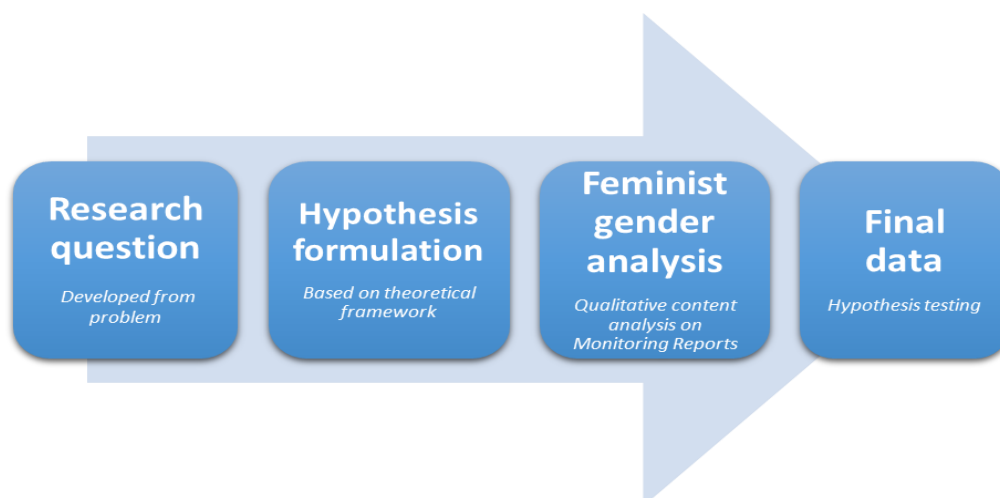 Research
question
Developed from
problem
Hypothesis
formulation
Based on theoretical
framework
Feminist
gender
analysis
Qualitative content
analysis on
Monitoring Reports
Final
data
Hypothesis testing